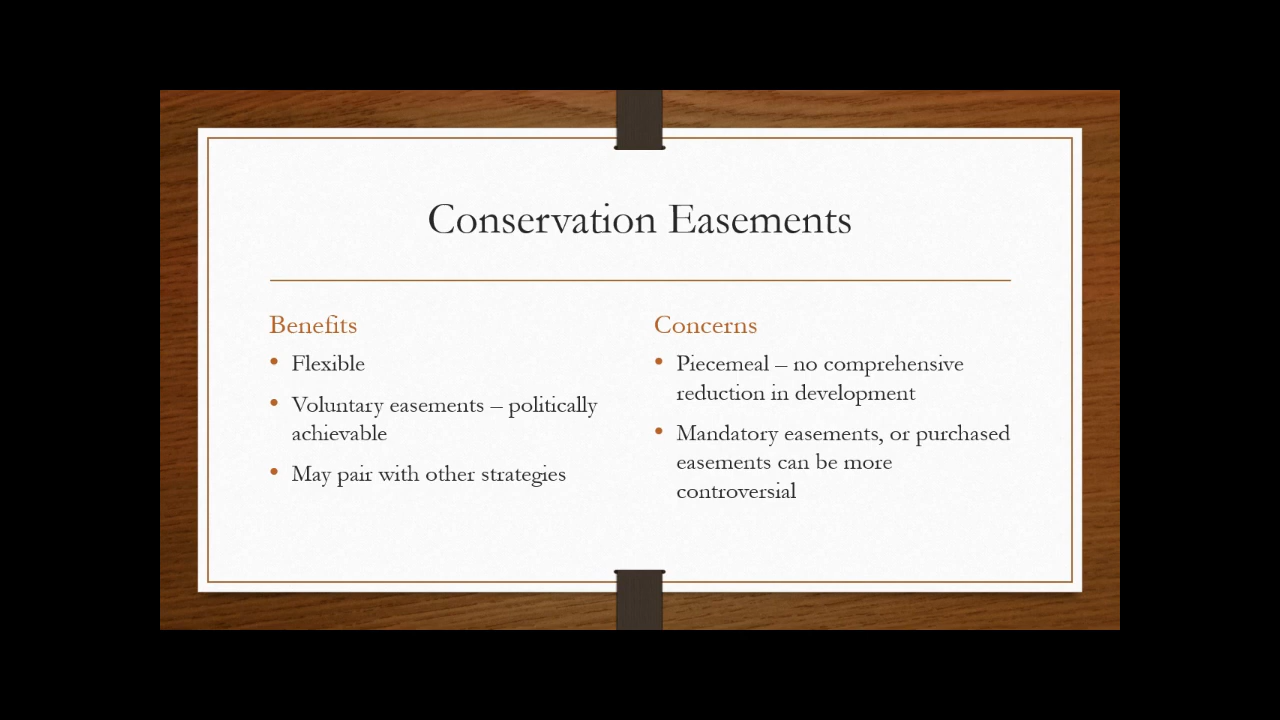 Conservation Easements
Benefits
• Flexible
• Voluntary easements – politically
achievable
• May pair with other strategies
Concerns
• Piecemeal – no comprehensive
reduction in development
• Mandatory easements, or purchased
easements can be more
controversial